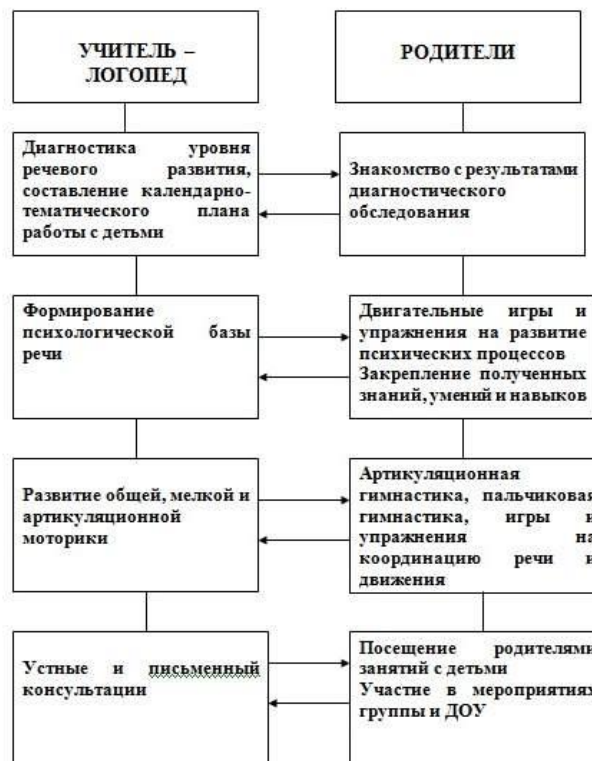 УЧИТЕЛЬ –
ЛОГОПЕД
РОДИТЕЛИ
Диагностика уровня
речевого развития,
составление календарно-
тематического плана
работы с детьми
Знакомство с результатами
диагностического
обследования
Формирование
психологической базы
речи
Двигательные игры и
упражнения на развитие
психических процессов
Закрепление полученных
знаний, умений и навыков
Развитие общей, мелкой и
артикуляционной
моторики
Артикуляционная
гимнастика, пальчиковая
гимнастика, игры и
упражнения на
координацию речи и
движения
Устные и письменный
консультации
Посещение родителями
занятий с детьми
Участие в мероприятиях
группы и ДОУ